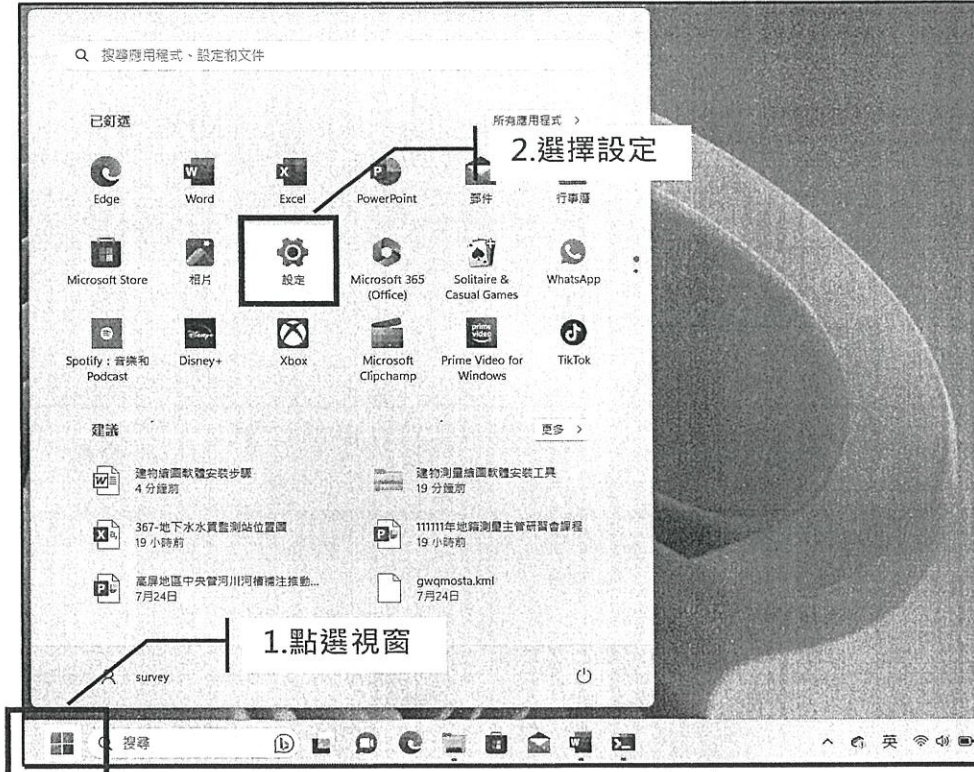 搜尋應用程式、設定和文件
已釘選
所有應用程式 >
2.選擇設定
Edge
Word
Excel
PowerPoint
郵件
行事曆
Microsoft Store
相片
設定
Microsoft 365
(Office)
Solitaire &
Casual Games
WhatsApp
Spotify：音樂和
Podcast
Disney+
Xbox
Microsoft
Clipchamp
prime
video
Prime Video for
Windows
TikTok
建議
更多 >
建物繪圖軟體安裝步驟
4 分鐘前
建物測量繪圖軟體安裝工具
19 分鐘前
367-地下水水質監測站位置圖
19 小時前
111111年地籍測量主管研習會課程
19 小時前
高屏地區中央管河川河槽補注推動...
7月24日
gwqmosta.kml
7月24日
1.點選視窗
survey
搜尋
英